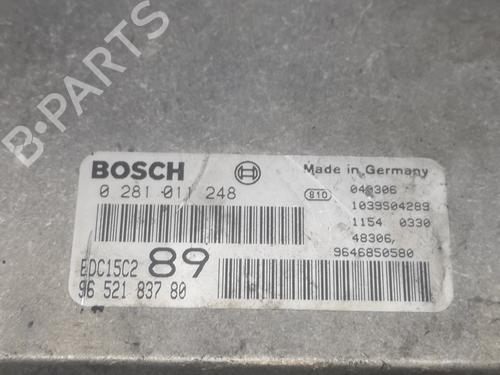 B-PARTS
BOSCH
Made in Germany
0 281 011 248
810
040306
1039S04289
1154 0330
48306,
9646850580
EDC15C2 89
96 521 837 80